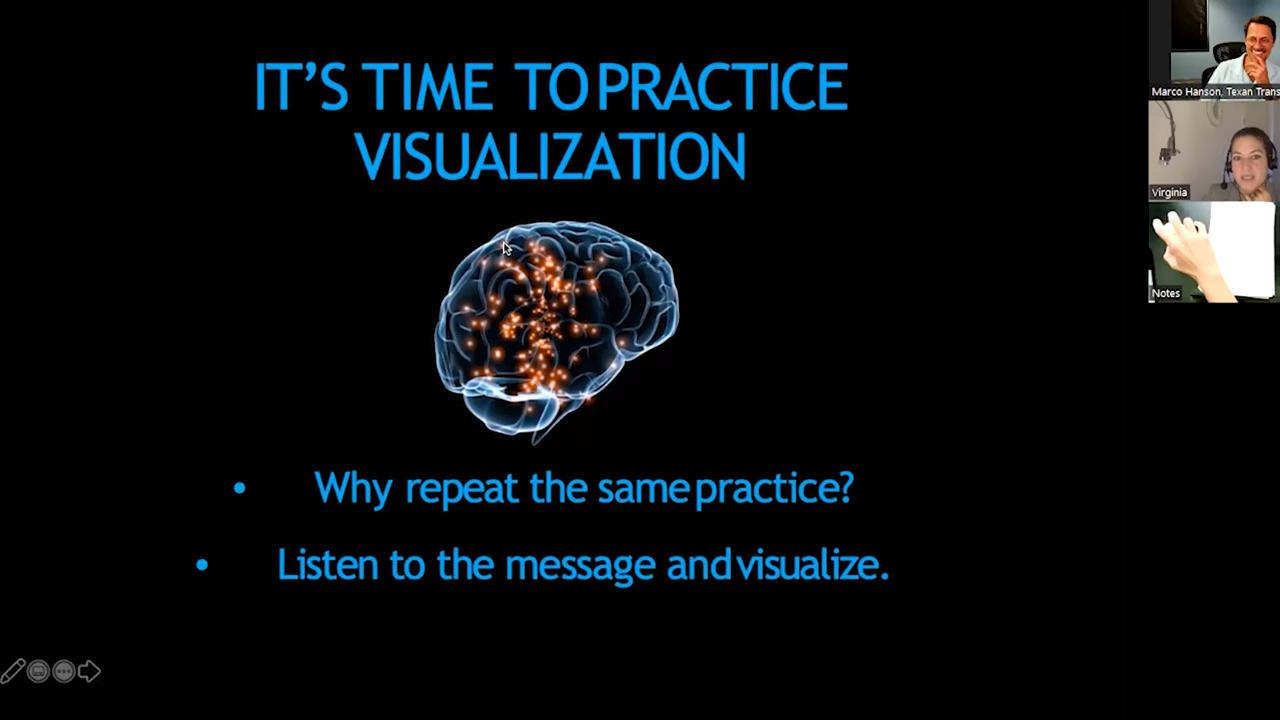 IT'S TIME TO PRACTICE
VISUALIZATION
• Why repeat the same practice?
• Listen to the message and visualize.
Marco Hanson, Texan Trans
Virginia
Notes